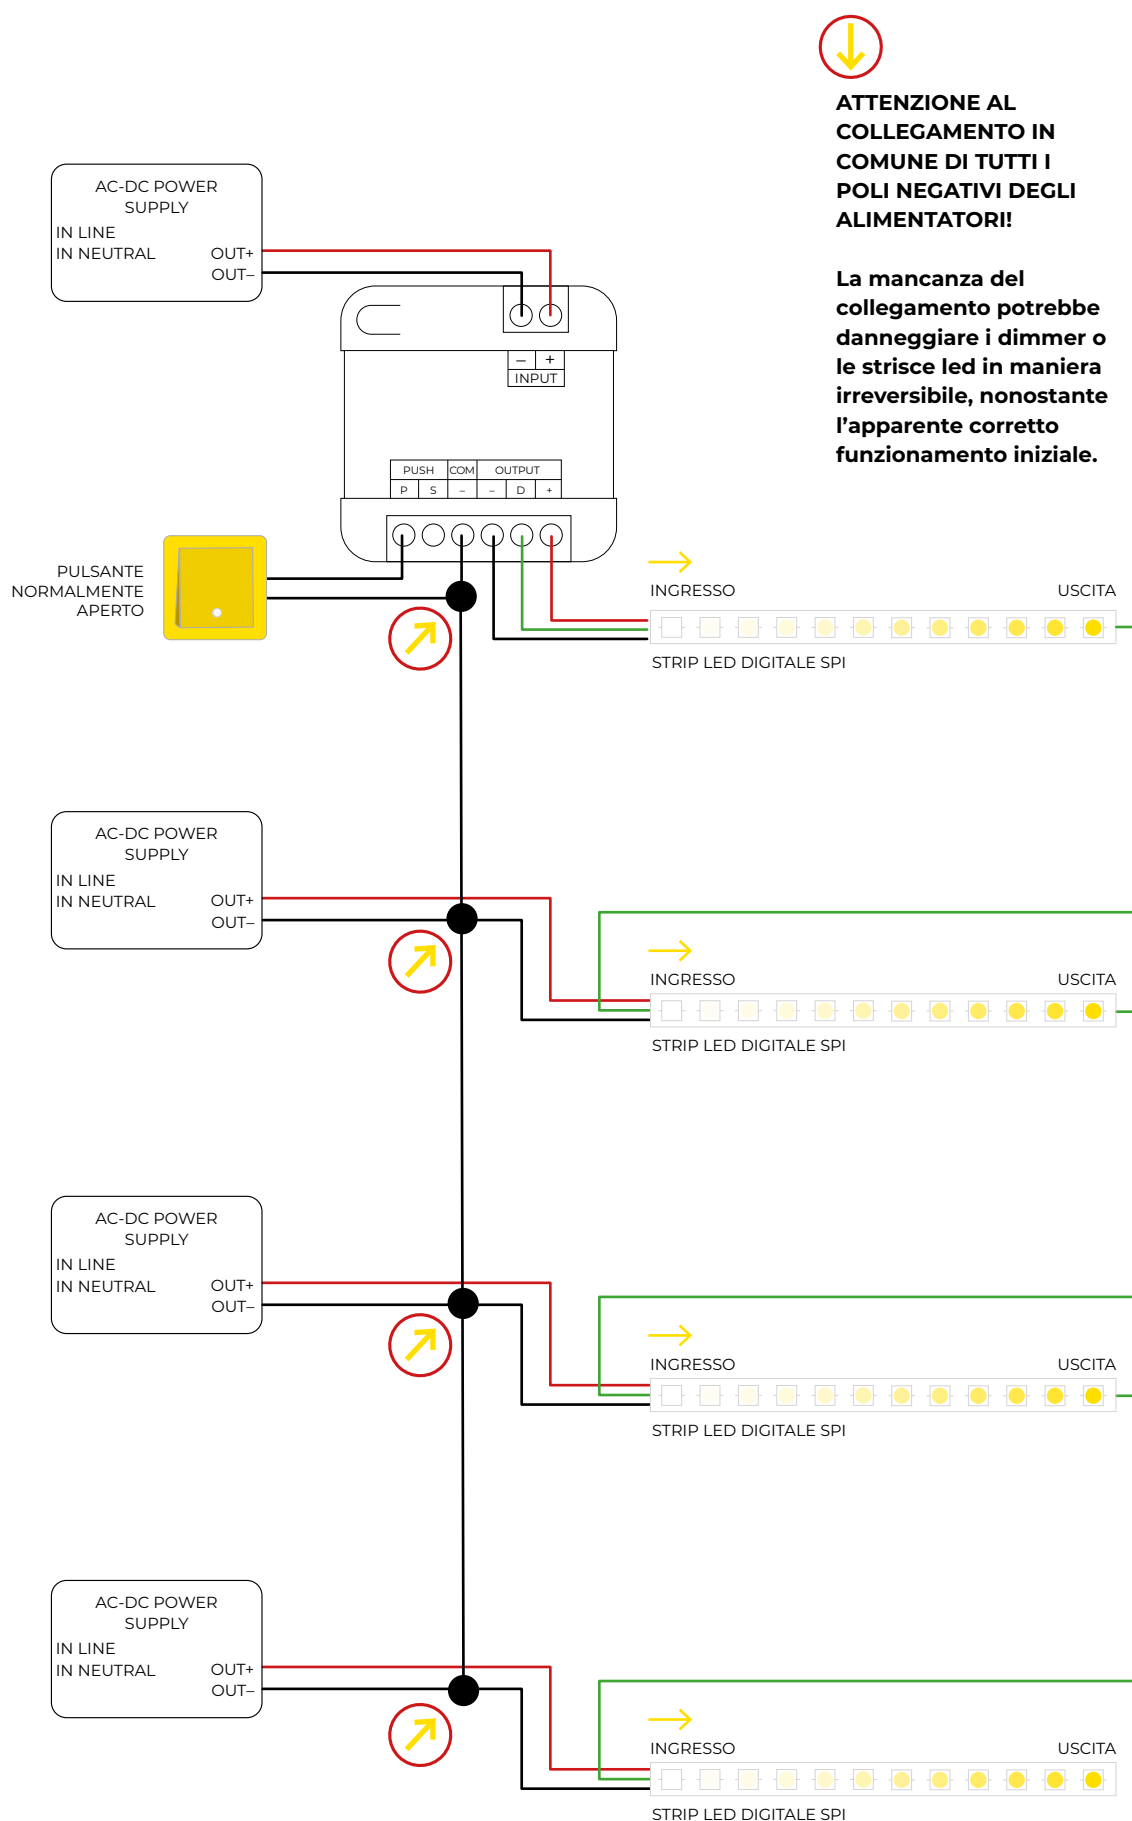 ATTENZIONE AL
COLLEGAMENTO IN
COMUNE DI TUTTI I
POLI NEGATIVI DEGLI
ALIMENTATORI!
La mancanza del
collegamento potrebbe
danneggiare i dimmer o
le strisce led in maniera
irreversibile, nonostante
l’apparente corretto
funzionamento iniziale.
AC-DC POWER
SUPPLY
IN LINE
IN NEUTRAL OUT+
OUT–
– +
INPUT
PUSH COM OUTPUT
P S – – D +
PULSANTE
NORMALMENTE
APERTO
INGRESSO USCITA
STRIP LED DIGITALE SPI
AC-DC POWER
SUPPLY
IN LINE
IN NEUTRAL OUT+
OUT–
INGRESSO USCITA
STRIP LED DIGITALE SPI
AC-DC POWER
SUPPLY
IN LINE
IN NEUTRAL OUT+
OUT–
INGRESSO USCITA
STRIP LED DIGITALE SPI
AC-DC POWER
SUPPLY
IN LINE
IN NEUTRAL OUT+
OUT–
INGRESSO USCITA
STRIP LED DIGITALE SPI